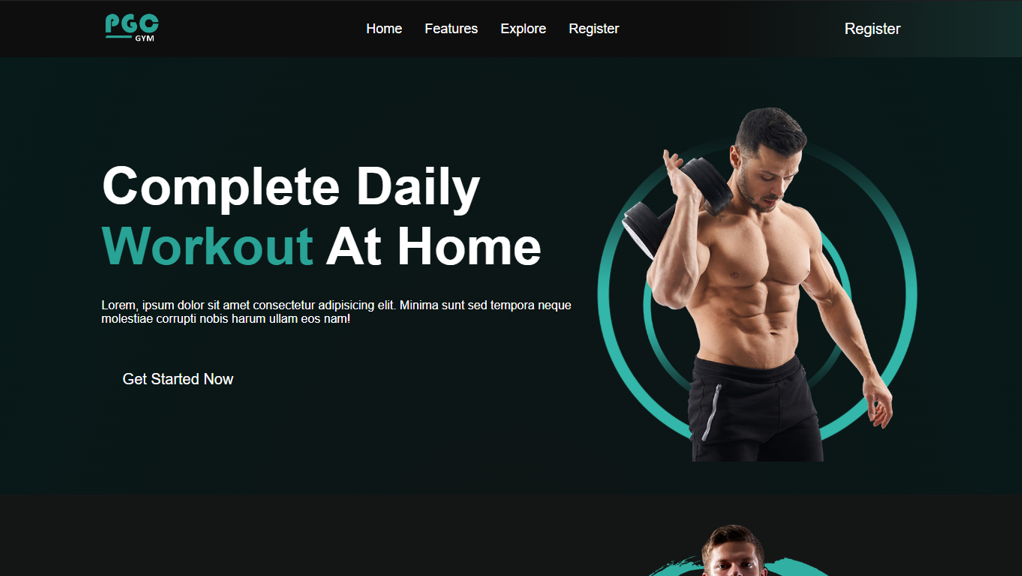 PGC
GYM
Home
Features
Explore
Register
Register
Complete Daily
Workout At Home
Lorem, ipsum dolor sit amet consectetur adipisicing elit. Minima sunt sed tempora neque
molestiae corrupti nobis harum ullam eos nam!
Get Started Now